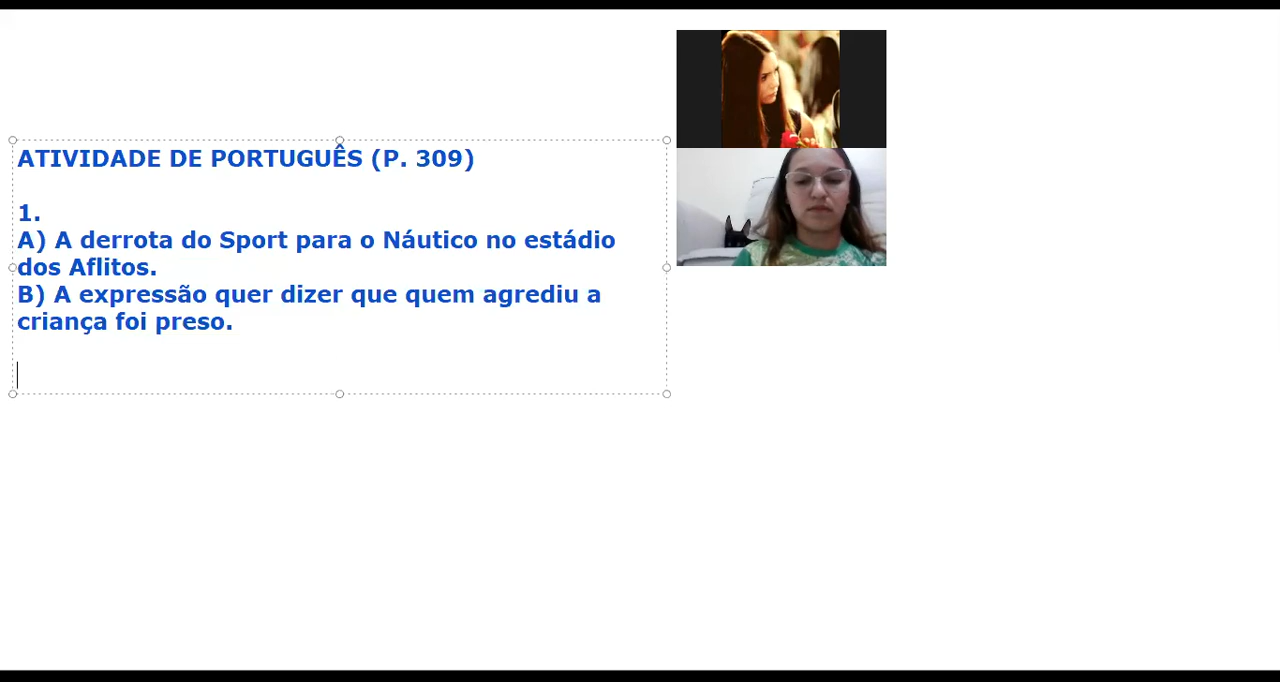 ATIVIDADE DE PORTUGUÊS (P. 309)
1.
A) A derrota do Sport para o Náutico no estádio
dos Aflitos.
B) A expressão quer dizer que quem agrediu a
criança foi preso.